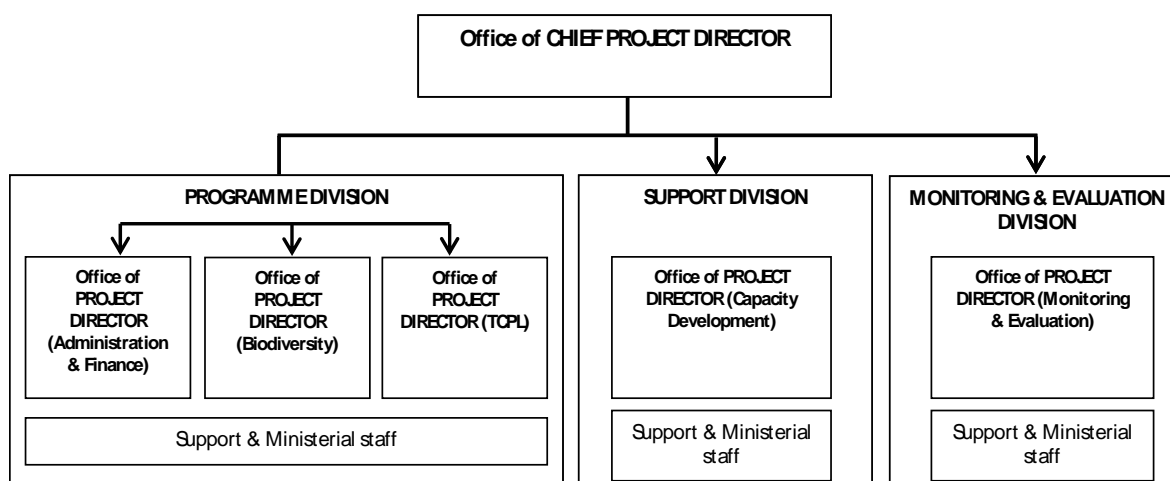 Office of CHIEF PROJECT DIRECTOR
PROGRAMME DIVISION
Office of
PROJECT
DIRECTOR
(Administration
& Finance)
Office of
PROJECT
DIRECTOR
(Biodiversity)
Office of
PROJECT
DIRECTOR (TCPL)
Support & Ministerial staff
SUPPORT DIVISION
Office of PROJECT
DIRECTOR (Capacity
Development)
Support & Ministerial
staff
MONITORING & EVALUATION
DIVISION
Office of PROJECT
DIRECTOR (Monitoring
& Evaluation)
Support & Ministerial
staff